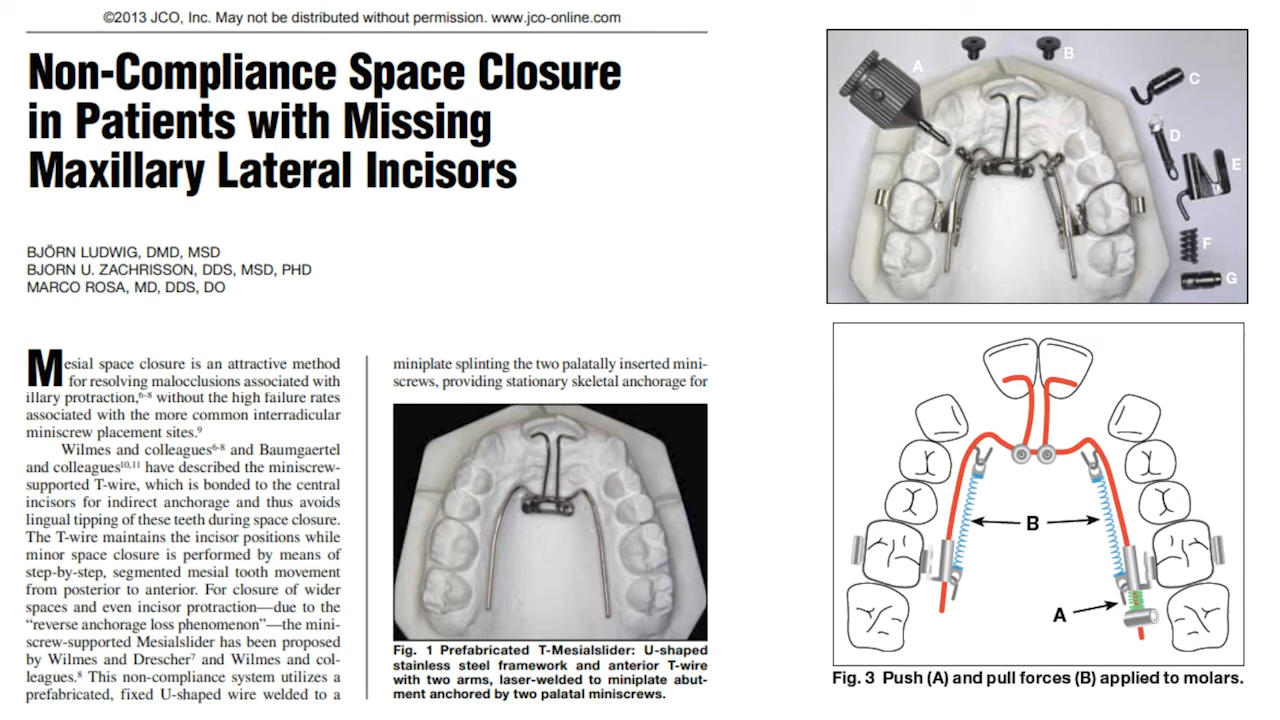 ©2013 JCO, Inc. May not be distributed without permission. www.jco-online.com
Non-Compliance Space Closure
in Patients with Missing
Maxillary Lateral Incisors
BJÖRN LUDWIG, DMD, MSD
BJORN U. ZACHRISSON, DDS, MSD, PHD
MARCO ROSA, MD, DDS, DO
Mesial space closure is an attractive method
for resolving malocclusions associated with
illary protraction,6-8 without the high failure rates
associated with the more common interradicular
miniscrew placement sites.9
Wilmes and colleagues6-8 and Baumgaertel
and colleagues10,11 have described the miniscrew-
supported T-wire, which is bonded to the central
incisors for indirect anchorage and thus avoids
lingual tipping of these teeth during space closure.
The T-wire maintains the incisor positions while
minor space closure is performed by means of
step-by-step, segmented mesial tooth movement
from posterior to anterior. For closure of wider
spaces and even incisor protraction—due to the
“reverse anchorage loss phenomenon”—the mini-
screw-supported Mesialslider has been proposed
by Wilmes and Drescher7 and Wilmes and col-
leagues.8 This non-compliance system utilizes a
prefabricated, fixed U-shaped wire welded to a
miniplate splinting the two palatally inserted mini-
screws, providing stationary skeletal anchorage for
Fig. 1 Prefabricated T-Mesialslider: U-shaped
stainless steel framework and anterior T-wire
with two arms, laser-welded to miniplate abut-
ment anchored by two palatal miniscrews.
A
B
C
D
E
F
G
B
A
Fig. 3 Push (A) and pull forces (B) applied to molars.